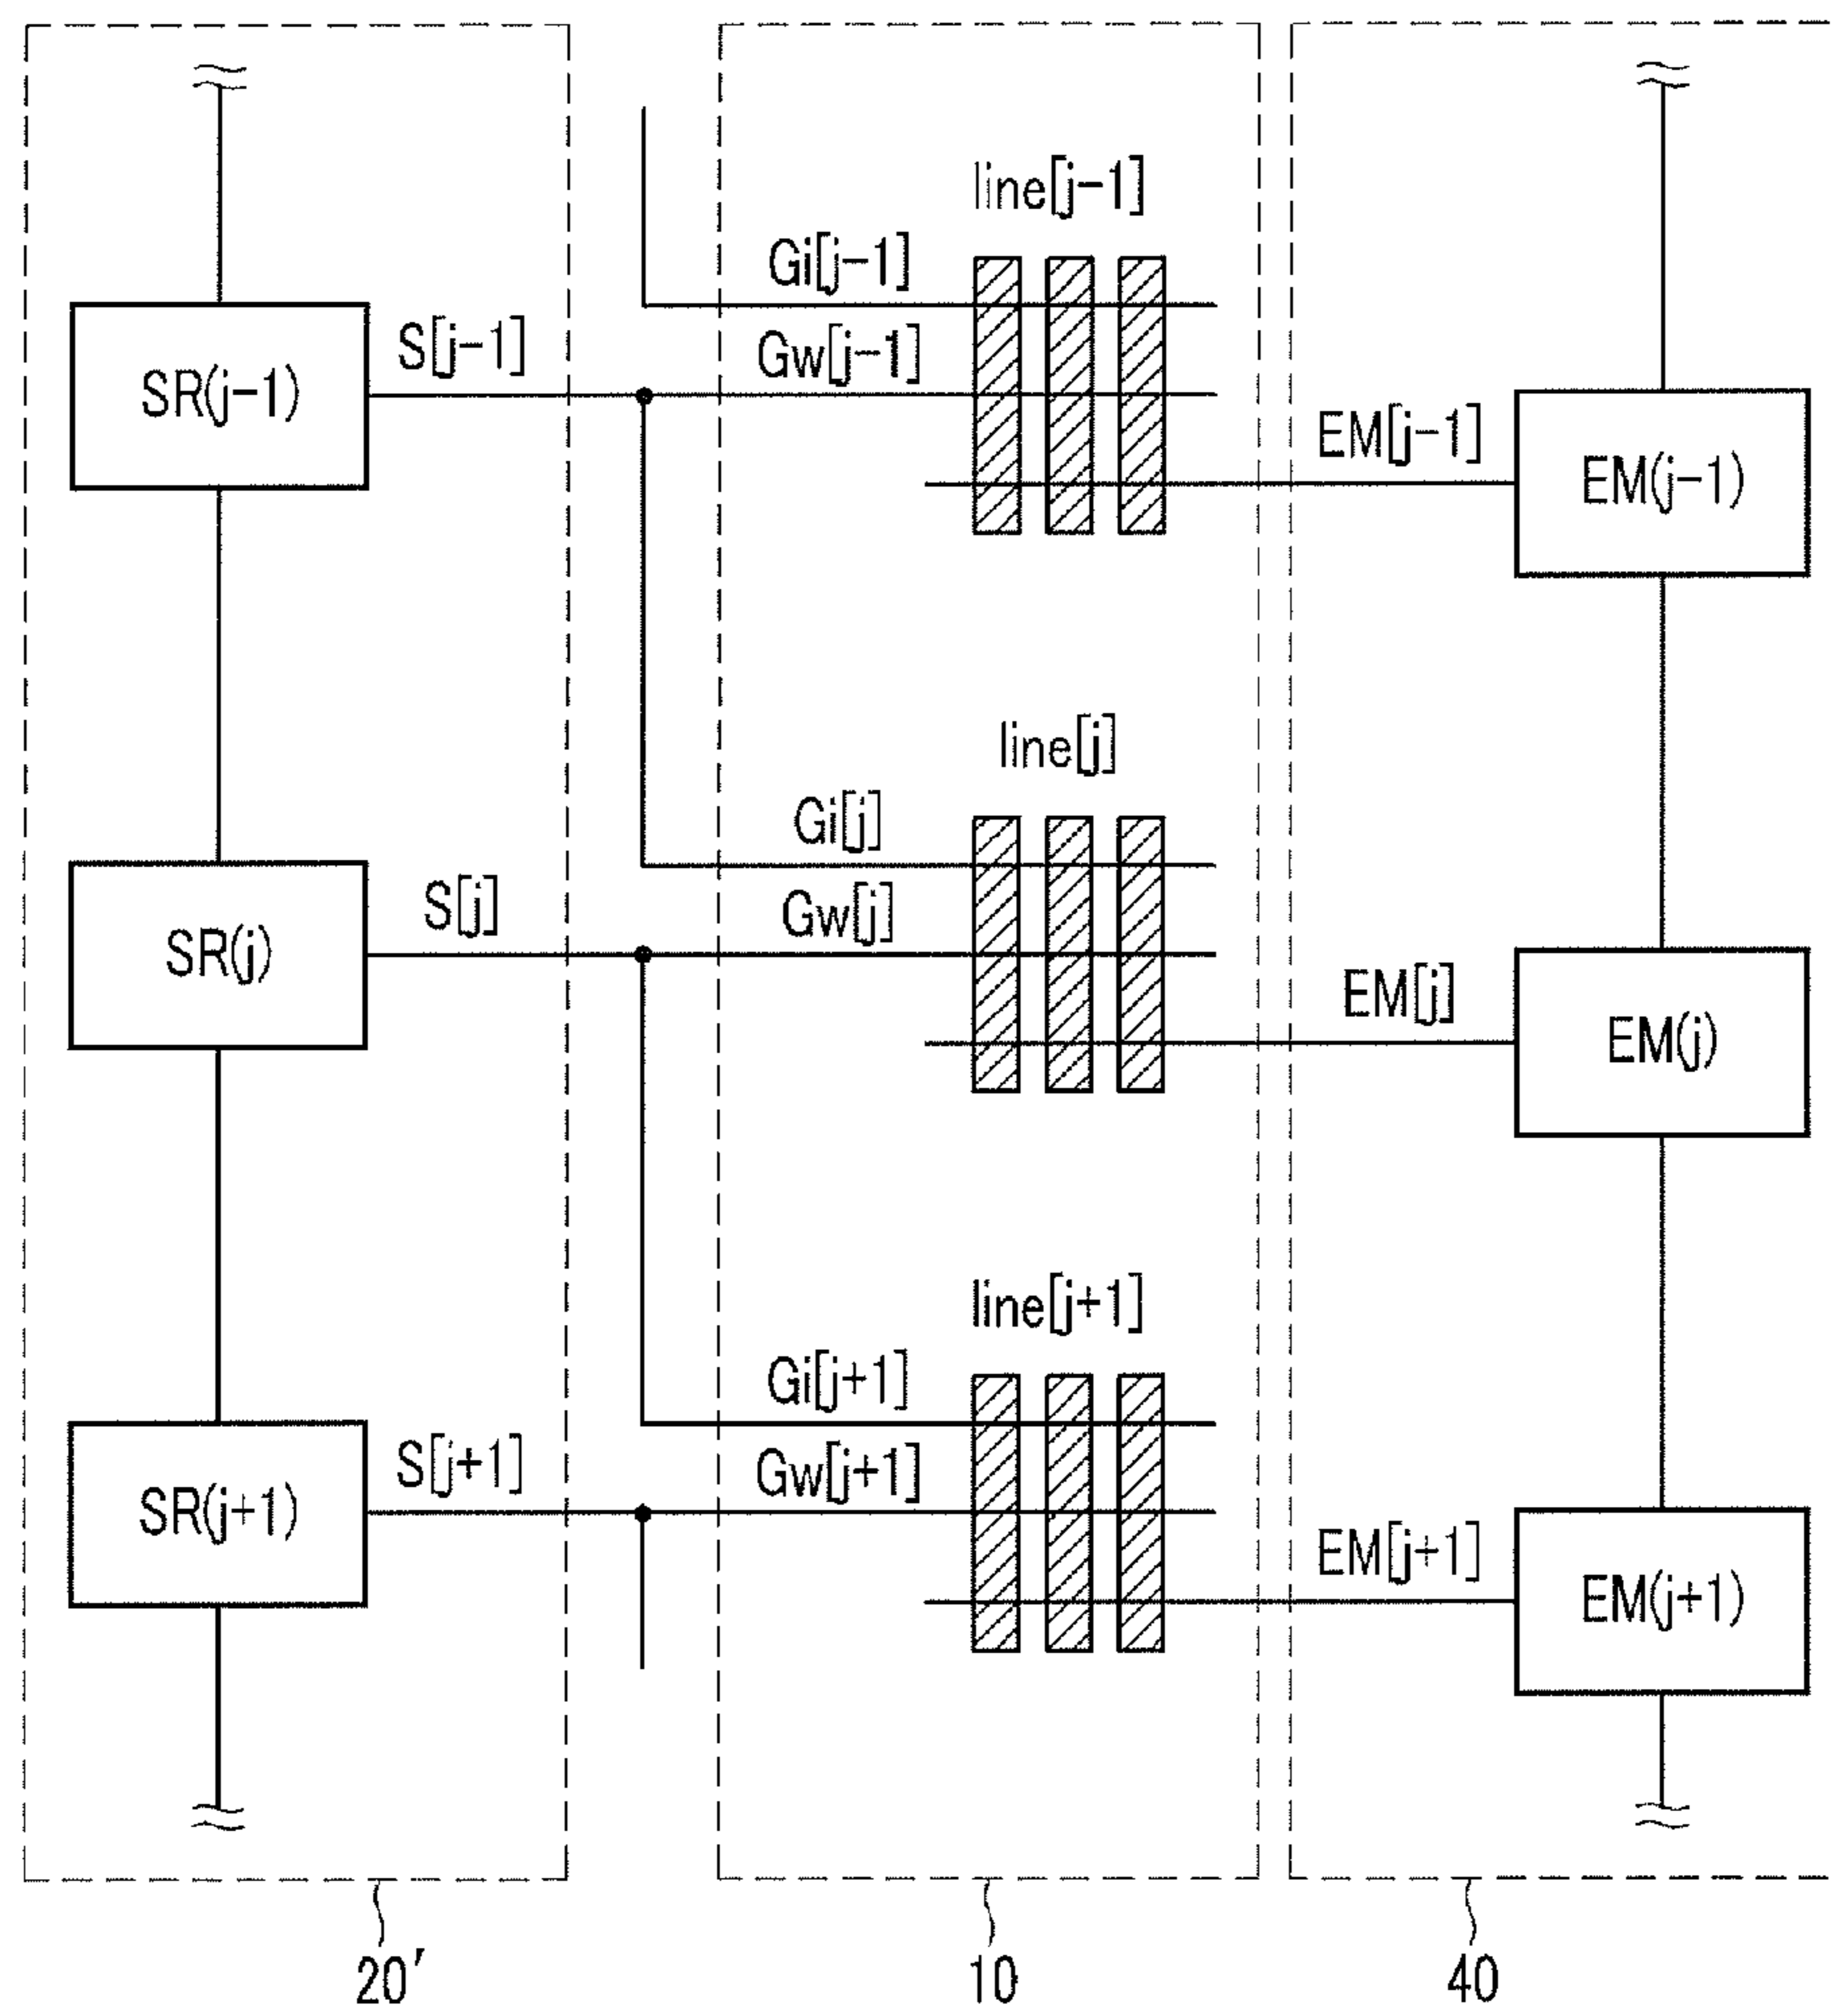 line[j-1]
Gi[j-1]
S[j-1]
Gw[j-1]
SR(j-1)
EM[j-1]
EM(j-1)
line[j]
Gi[j]
S[j]
Gw[j]
SR(j)
EM[j]
EM(j)
line[j+1]
Gi[j+1]
S[j+1]
Gw[j+1]
SR(j+1)
EM[j+1]
EM(j+1)
20′
10
40